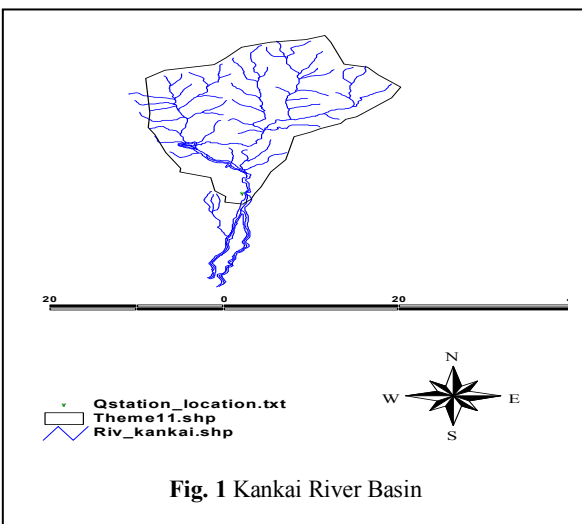 20 0 20
Qstation_location.txt
Theme11.shp
Riv_kankai.shp
N
W E
S
Fig. 1 Kankai River Basin